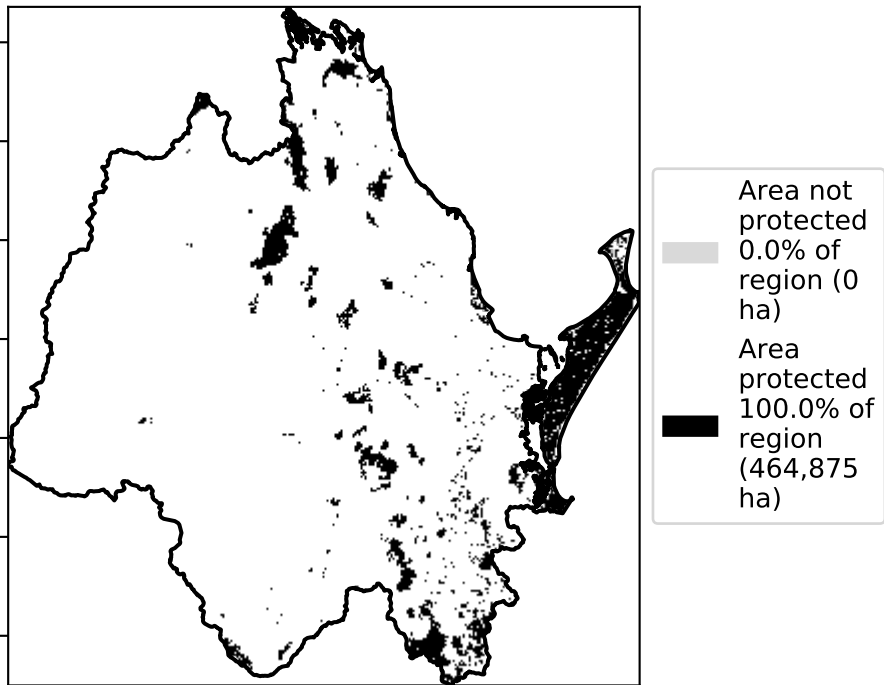 Area not
protected
0.0% of
region (0
ha)
Area
protected
100.0% of
region
(464,875
ha)